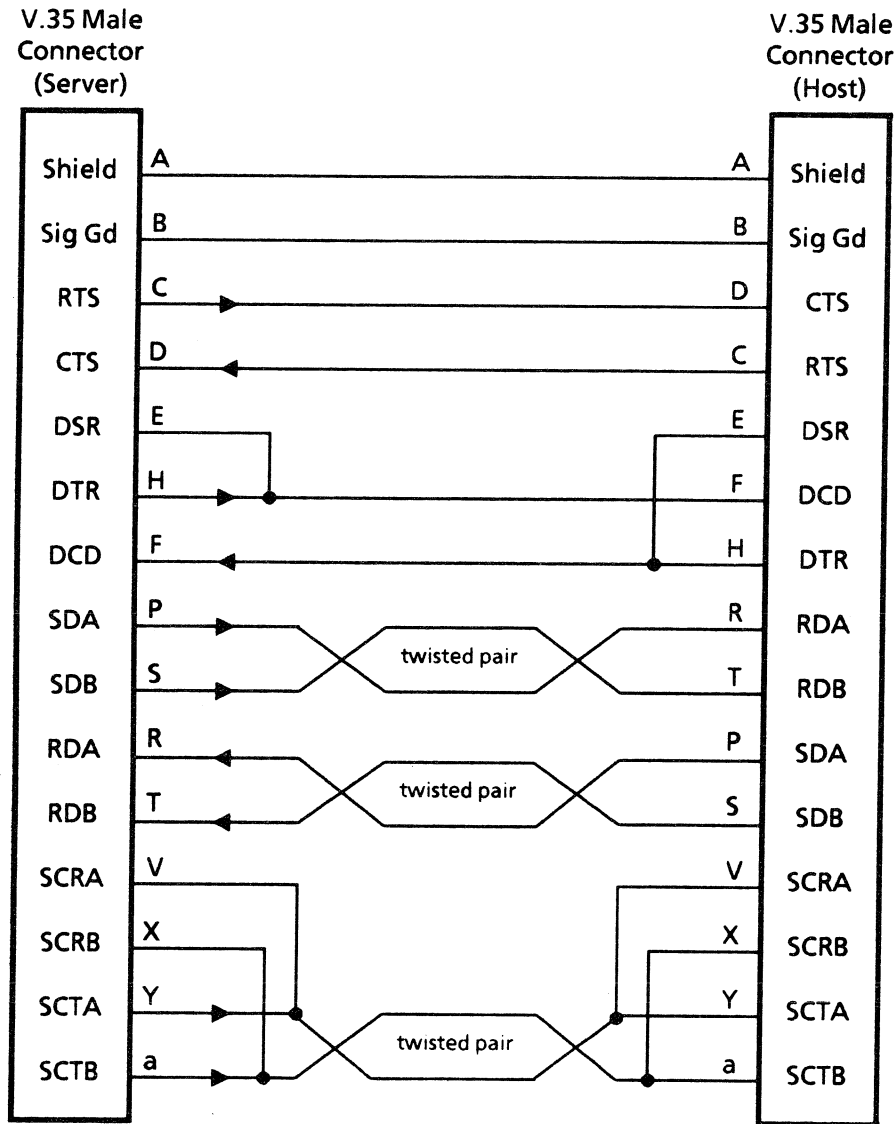 V.35 Male
Connector
(Server)
V.35 Male
Connector
(Host)
Shield A A Shield
Sig Gd B B Sig Gd
RTS C D CTS
CTS D C RTS
DSR E E DSR
DTR H F DCD
DCD F H DTR
SDA P R RDA
twisted pair
SDB S T RDB
RDA R P SDA
twisted pair
RDB T S SDB
SCRA V V SCRA
SCRB X X SCRB
SCTA Y Y SCTA
twisted pair
SCTB a a SCTB